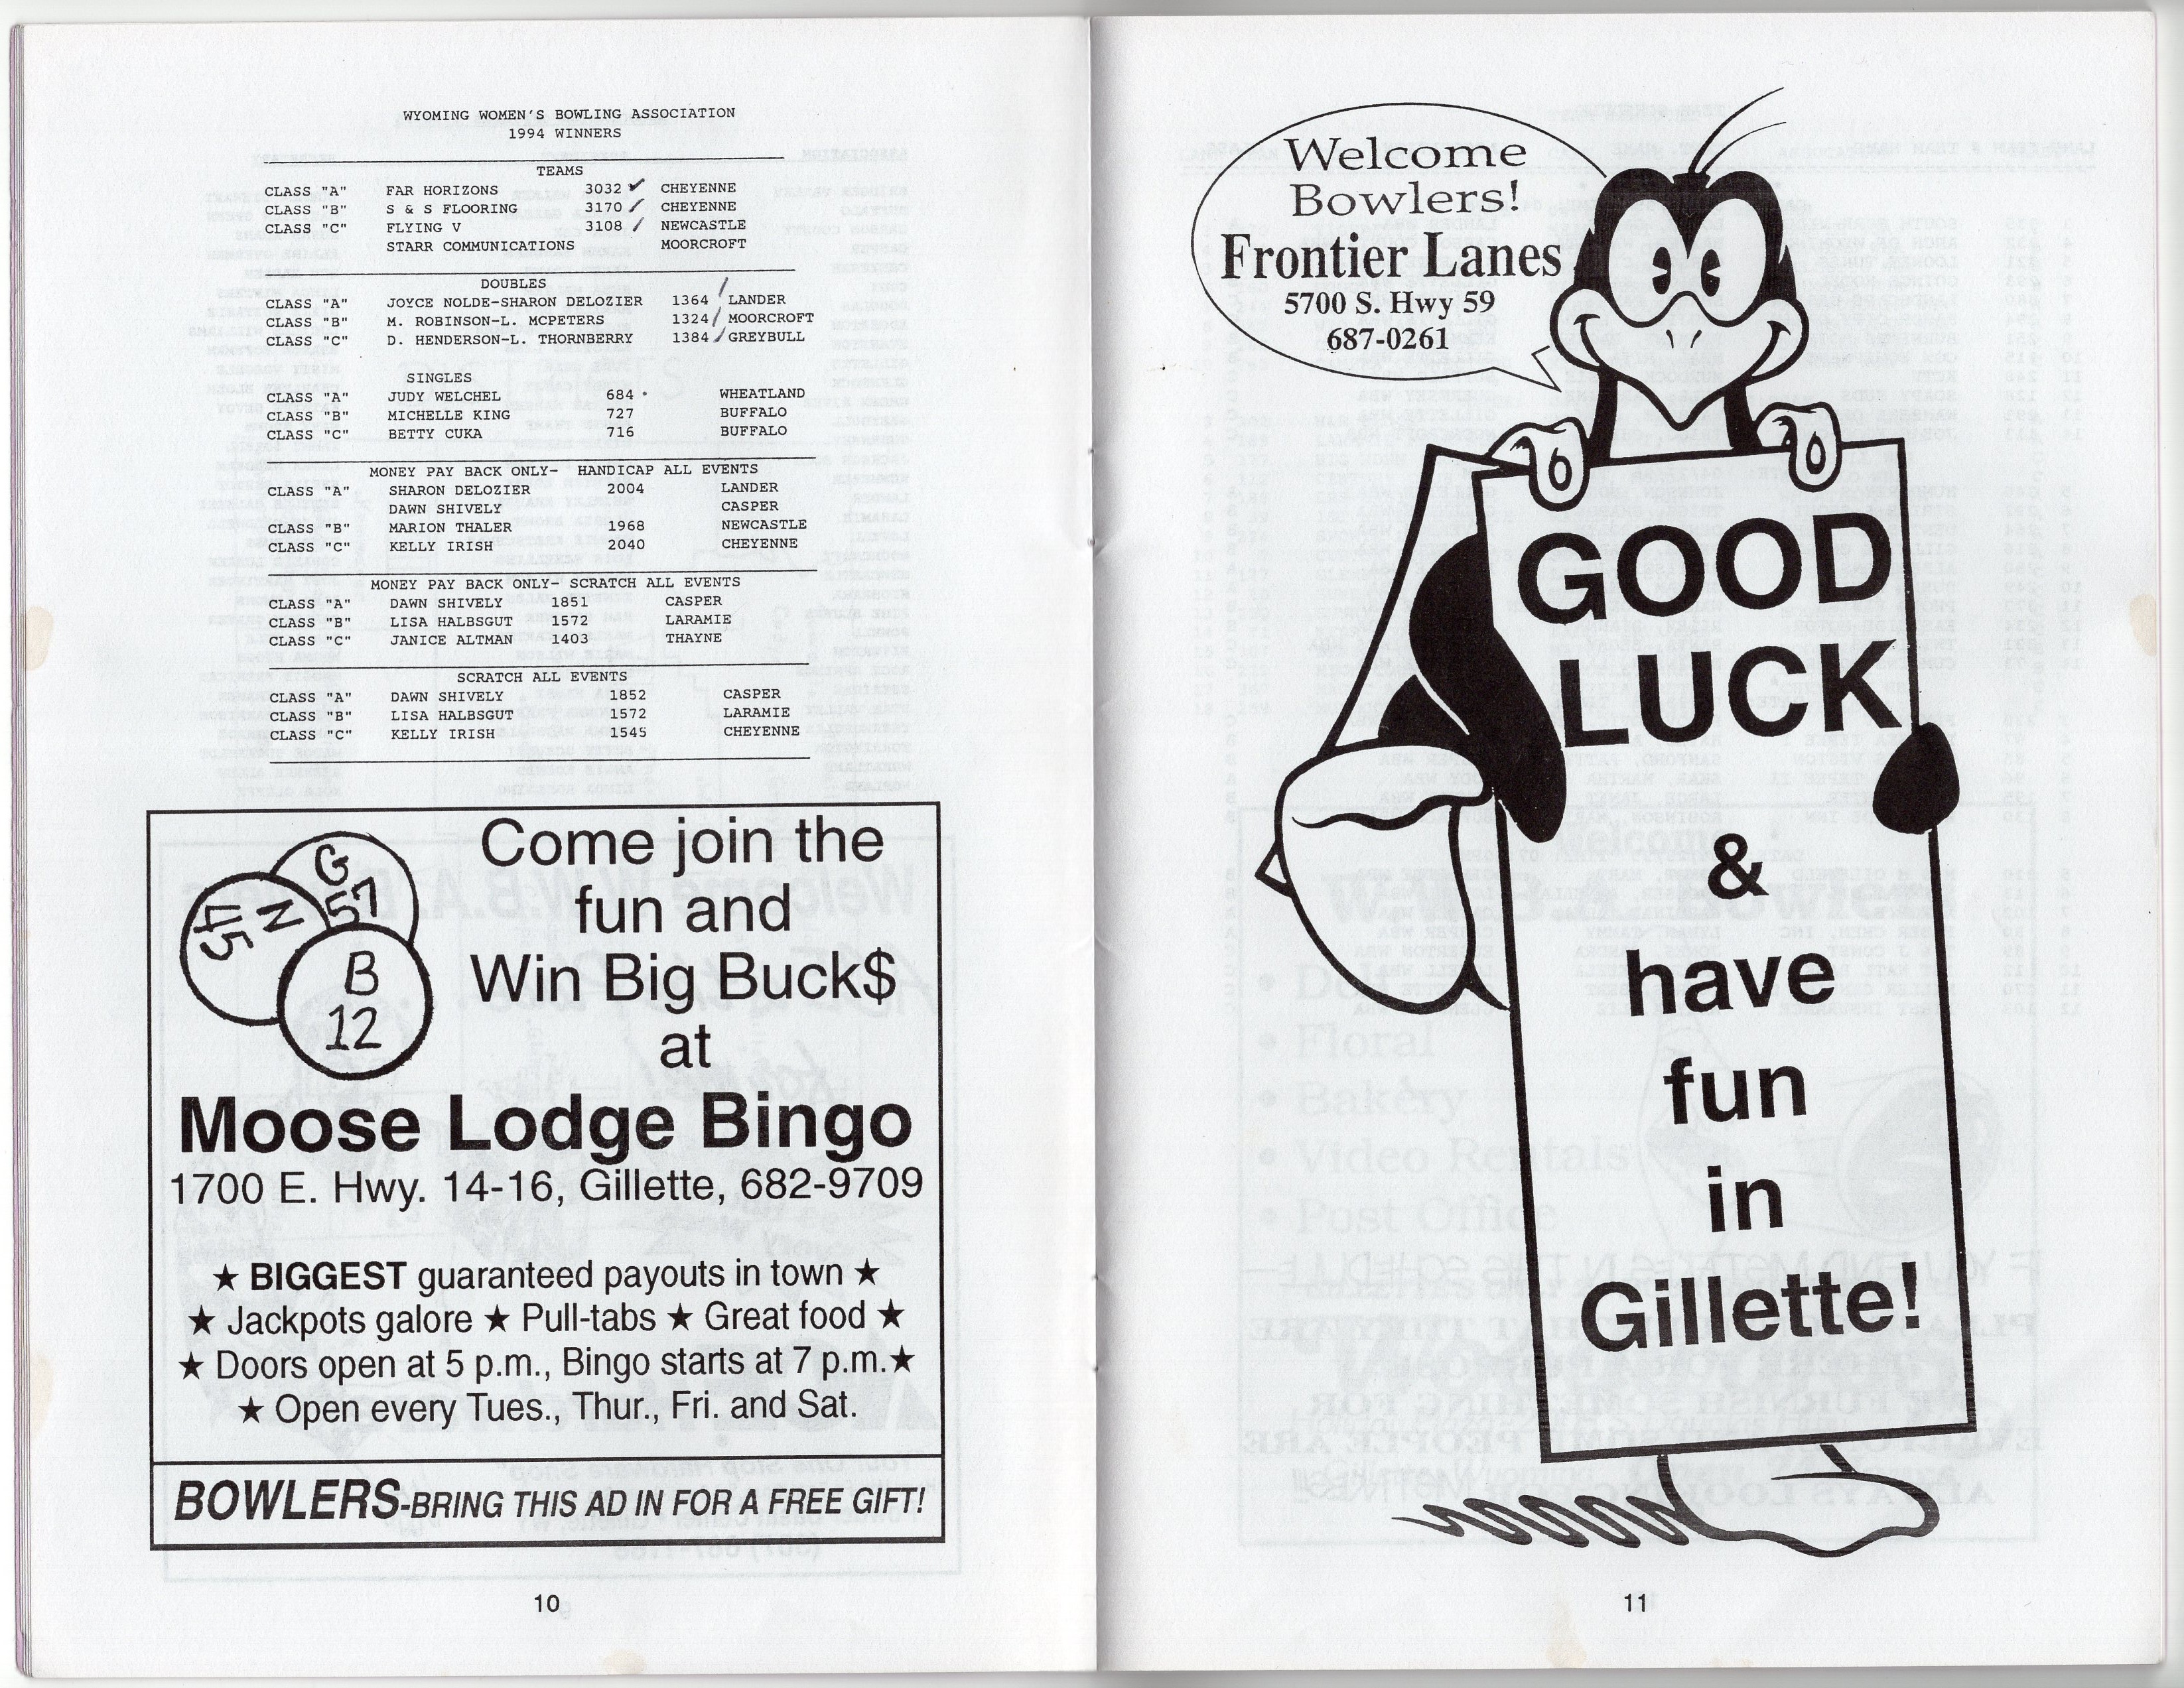 WYOMING WOMEN'S BOWLING ASSOCIATION
1994 WINNERS
TEAMS
CLASS "A" FAR HORIZONS 3032 ✓ CHEYENNE
CLASS "B" S & S FLOORING 3170 / CHEYENNE
CLASS "C" FLYING V 3108 / NEWCASTLE
STARR COMMUNICATIONS MOORCROFT
DOUBLES
CLASS "A" JOYCE NOLDE-SHARON DELOZIER 1364 / LANDER
CLASS "B" M. ROBINSON-L. MCPETERS 1324 / MOORCROFT
CLASS "C" D. HENDERSON-L. THORNBERRY 1384 / GREYBULL
SINGLES
CLASS "A" JUDY WELCHEL 684 WHEATLAND
CLASS "B" MICHELLE KING 727 BUFFALO
CLASS "C" BETTY CUKA 716 BUFFALO
MONEY PAY BACK ONLY- HANDICAP ALL EVENTS
CLASS "A" SHARON DELOZIER 2004 LANDER
DAWN SHIVELY CASPER
CLASS "B" MARION THALER 1968 NEWCASTLE
CLASS "C" KELLY IRISH 2040 CHEYENNE
MONEY PAY BACK ONLY- SCRATCH ALL EVENTS
CLASS "A" DAWN SHIVELY 1851 CASPER
CLASS "B" LISA HALBSGUT 1572 LARAMIE
CLASS "C" JANICE ALTMAN 1403 THAYNE
SCRATCH ALL EVENTS
CLASS "A" DAWN SHIVELY 1852 CASPER
CLASS "B" LISA HALBSGUT 1572 LARAMIE
CLASS "C" KELLY IRISH 1545 CHEYENNE
G
57
N
45
B
12
Come join the
fun and
Win Big Buck$
at
Moose Lodge Bingo
1700 E. Hwy. 14-16, Gillette, 682-9709
★ BIGGEST guaranteed payouts in town ★
★ Jackpots galore ★ Pull-tabs ★ Great food ★
★ Doors open at 5 p.m., Bingo starts at 7 p.m.★
★ Open every Tues., Thur., Fri. and Sat.
BOWLERS-BRING THIS AD IN FOR A FREE GIFT!
10
Welcome
Bowlers!
Frontier Lanes
5700 S. Hwy 59
687-0261
GOOD
LUCK
&
have
fun
in
Gillette!
11